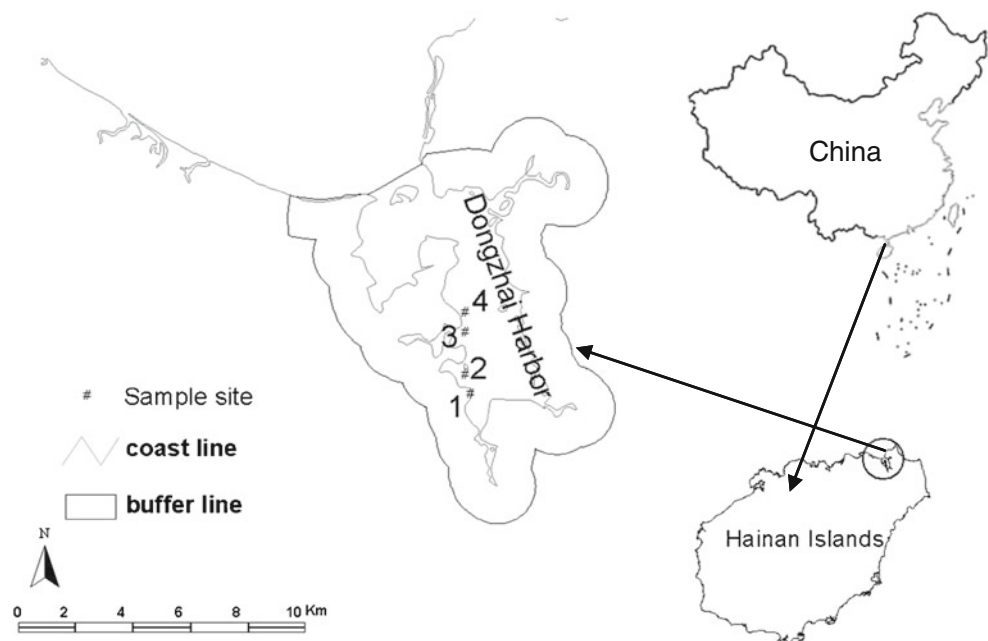 China
Dongzhai Harbor
4
3
2
1
# Sample site
coast line
buffer line
N
0 2 4 6 8 10 Km
Hainan Islands